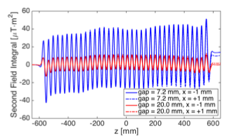 60
40
20
0
-20
-40
-60
Second Field Integral [μT·m²]
-600 -400 -200 0 200 400 600
z [mm]
gap = 7.2 mm, x = -1 mm
gap = 7.2 mm, x = +1 mm
gap = 20.0 mm, x = -1 mm
gap = 20.0 mm, x = +1 mm